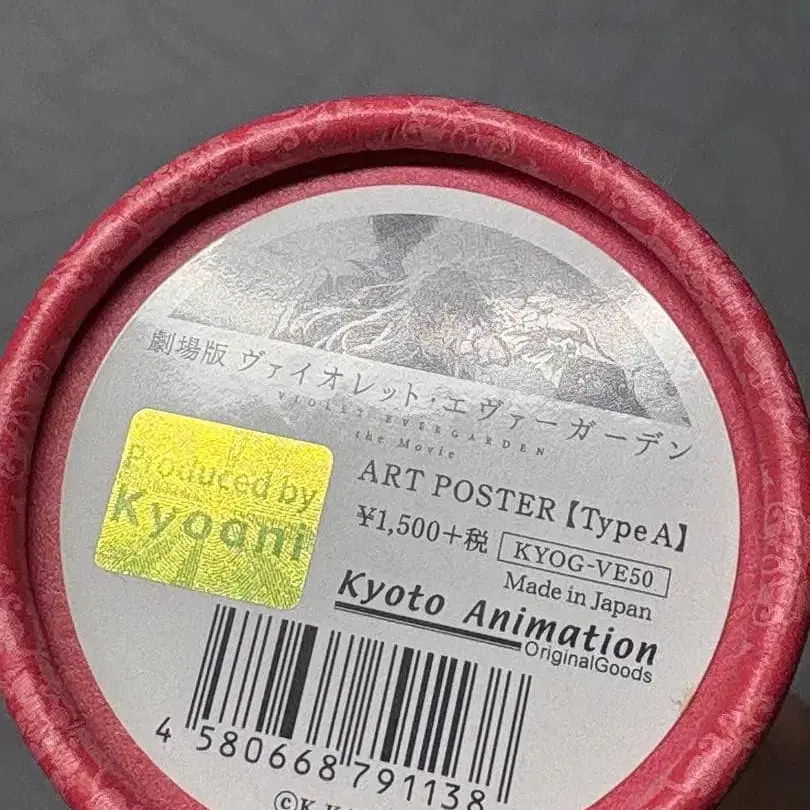 劇場版 ヴァイオレット・エヴァーガーデン
VIOLET EVERGARDEN
the Movie
Produced by
Kyoani
ART POSTER【Type A】
¥1,500+税 KYOG-VE50
Made in Japan
Kyoto Animation
OriginalGoods
4 580668 791138